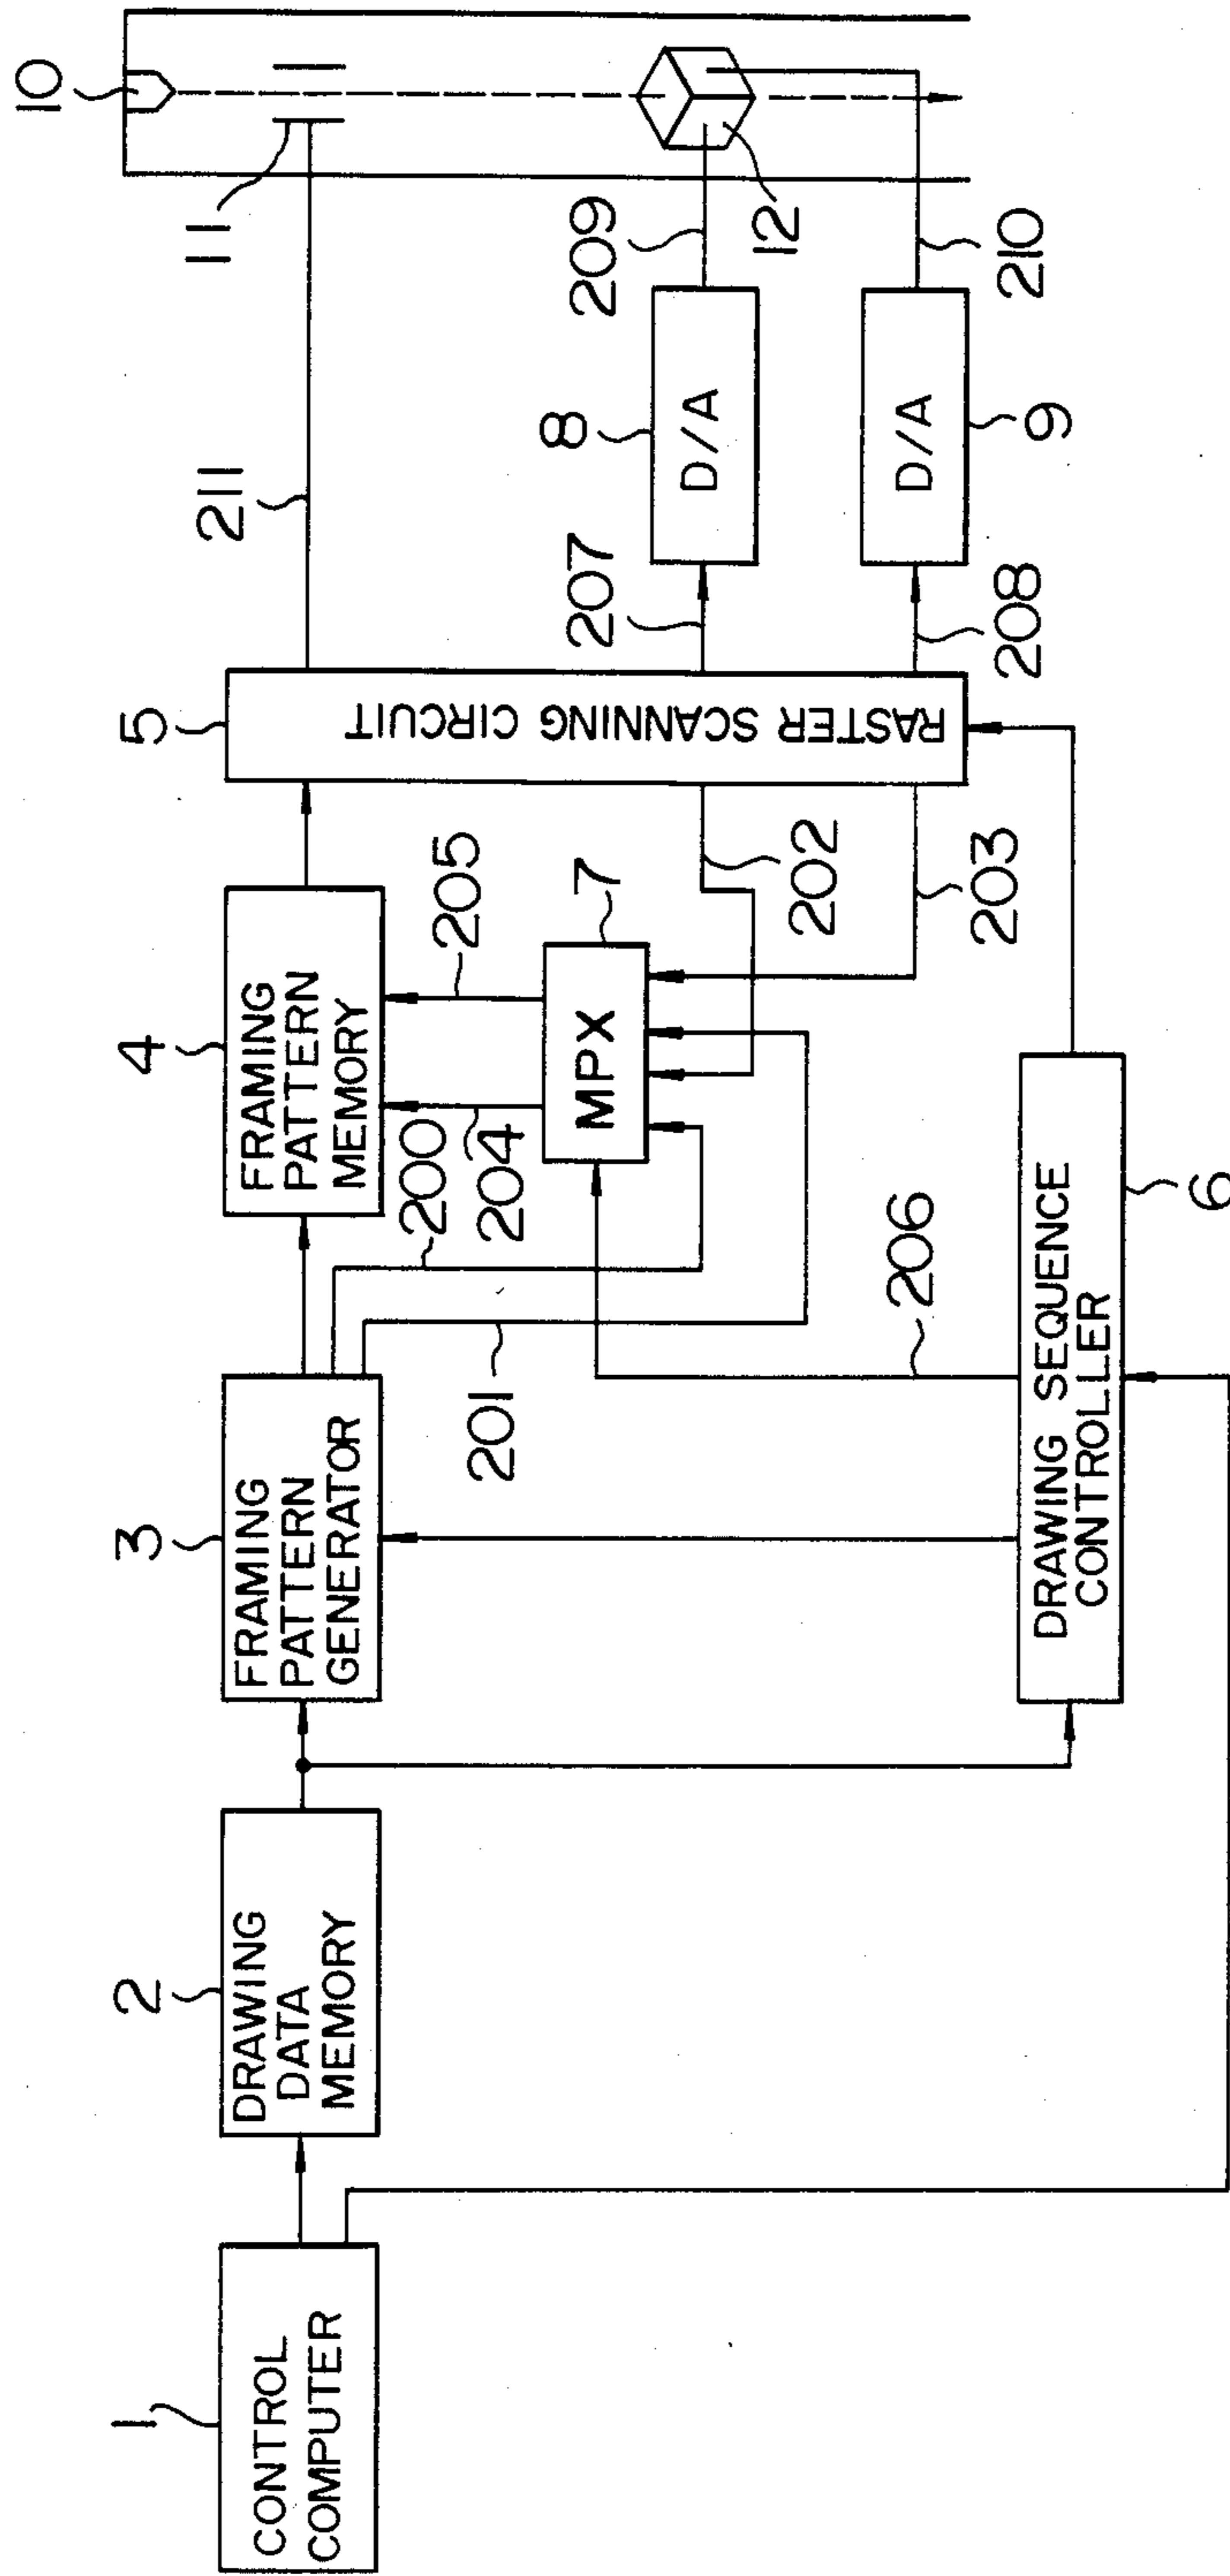 1
CONTROL
COMPUTER
2
DRAWING
DATA
MEMORY
3
FRAMING
PATTERN
GENERATOR
4
FRAMING
PATTERN
MEMORY
5
RASTER SCANNING CIRCUIT
211
11
10
200
201
204
205
MPX
7
202
203
206
207
8
D/A
209
12
208
9
D/A
210
DRAWING SEQUENCE
CONTROLLER
6